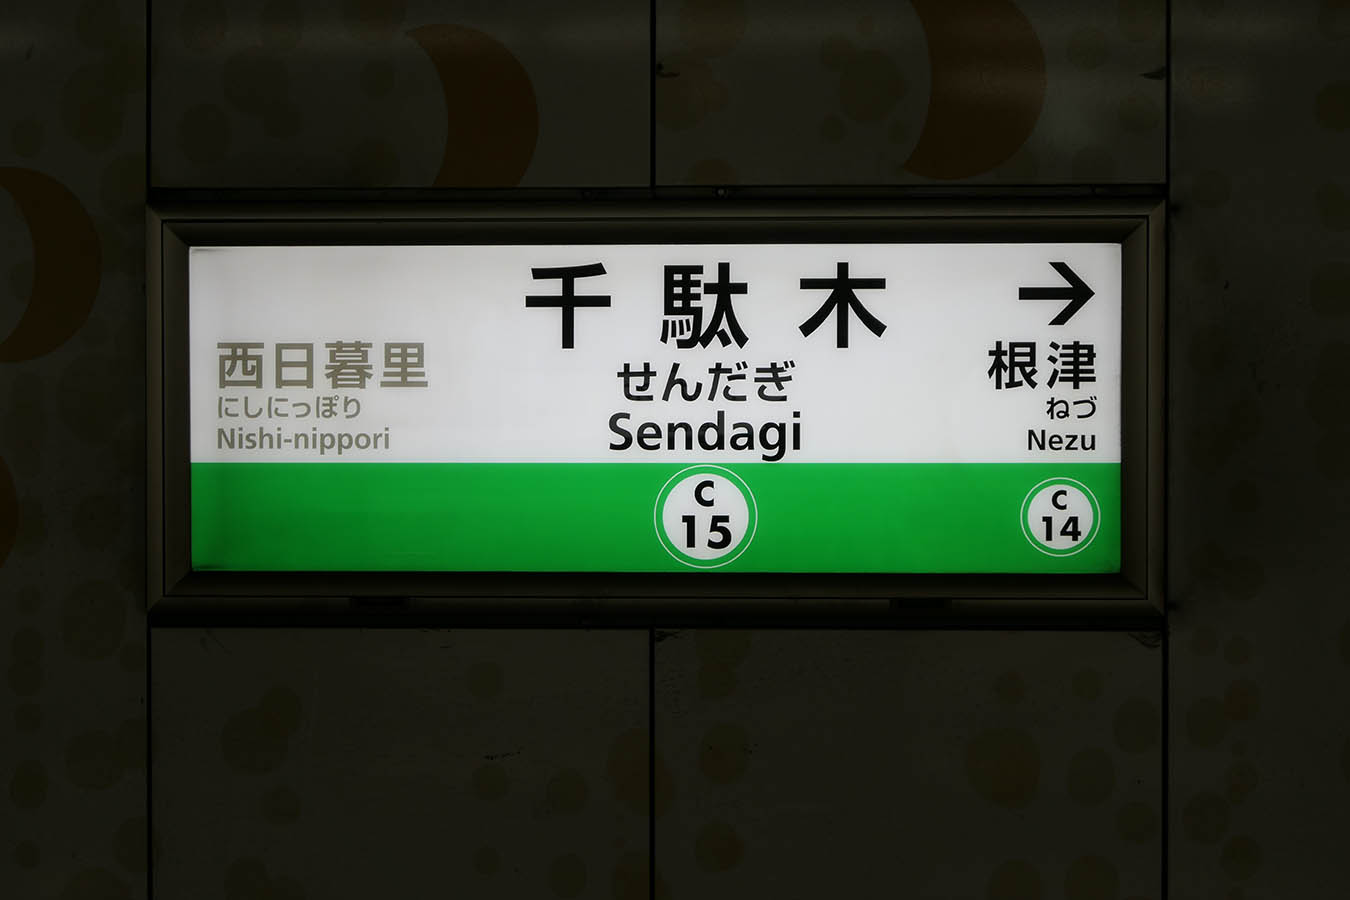 千駄木
せんだぎ
Sendagi
西日暮里
にしにっぽり
Nishi-nippori
→
根津
ねづ
Nezu
C
15
C
14